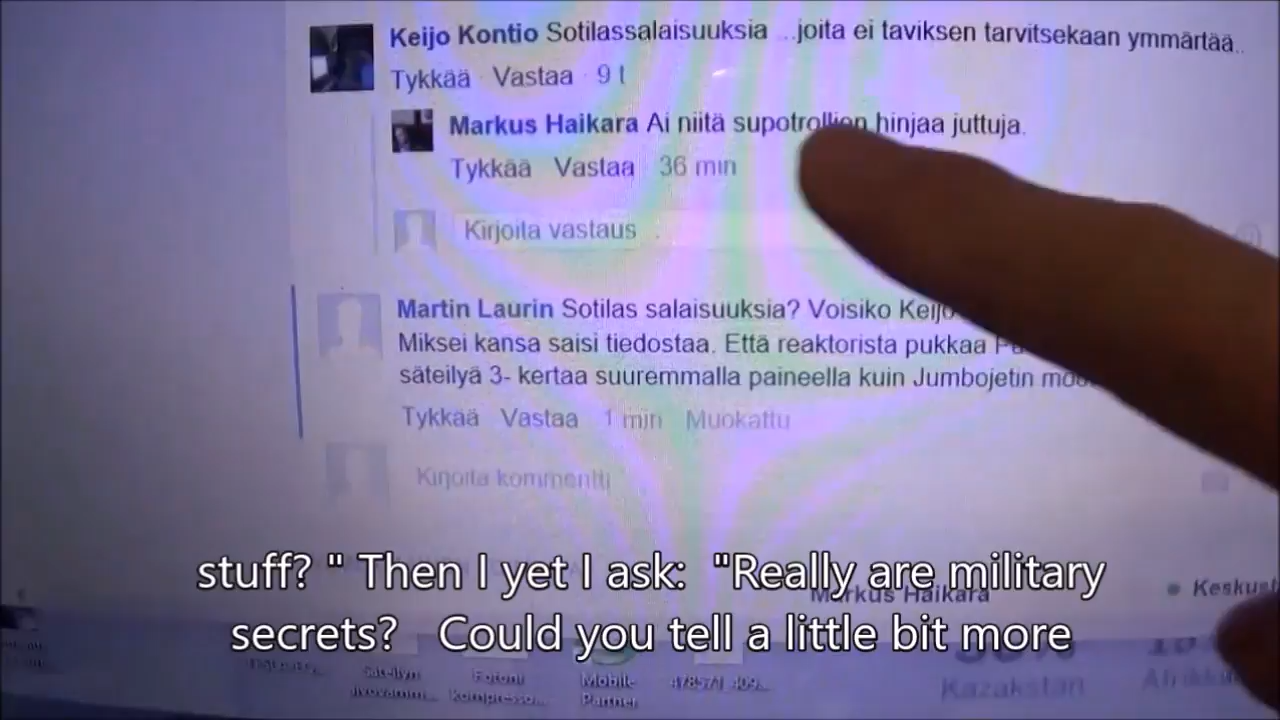 Keijo Kontio Sotilassalaisuuksia ...joita ei taviksen tarvitsekaan ymmärtää..
Tykkää · Vastaa · 9 t
Markus Haikara Ai niitä supotrollien hinjaa juttuja.
Tykkää Vastaa 36 min
Kirjoita vastaus
Martin Laurin Sotilas salaisuuksia? Voisiko Keijo
Miksei kansa saisi tiedostaa. Että reaktorista pukkaa
säteilyä 3- kertaa suuremmalla paineella kuin Jumbojetin
Tykkää Vastaa 1 min Muokattu
Kirjoita kommentti
stuff? " Then I yet I ask: "Really are military
Markus Haikara
secrets? Could you tell a little bit more
Mobile
Partner
Kazakstan